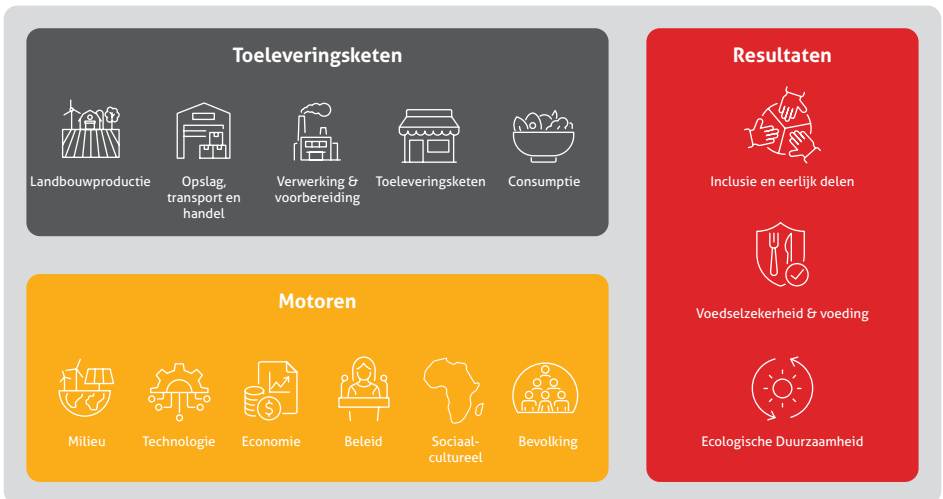 Toeleveringsketen
Landbouwproductie
Opslag,
transport en
handel
Verwerking &
voorbereiding
Toeleveringsketen
Consumptie
Motoren
Milieu
Technologie
Economie
Beleid
Sociaal-
cultureel
Bevolking
Resultaten
Inclusie en eerlijk delen
Voedselzekerheid & voeding
Ecologische Duurzaamheid